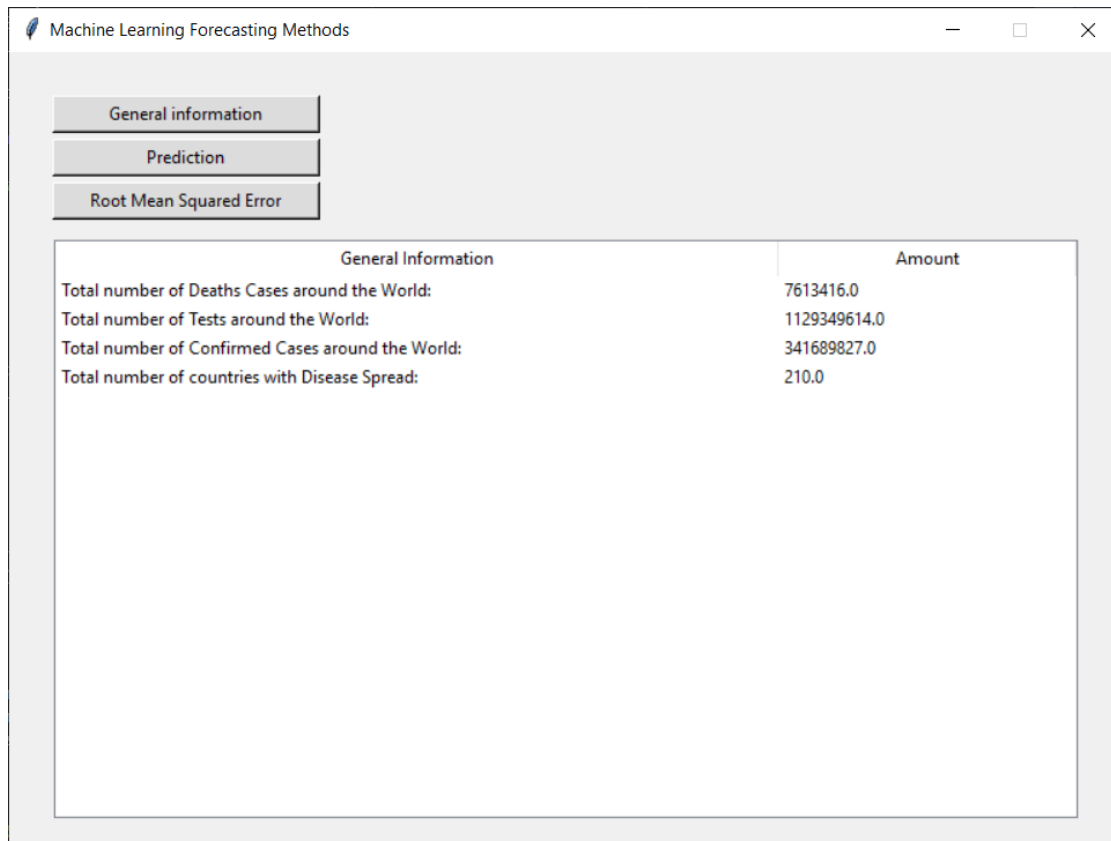 Machine Learning Forecasting Methods
General information
Prediction
Root Mean Squared Error
General Information Amount
Total number of Deaths Cases around the World: 7613416.0
Total number of Tests around the World: 1129349614.0
Total number of Confirmed Cases around the World: 341689827.0
Total number of countries with Disease Spread: 210.0